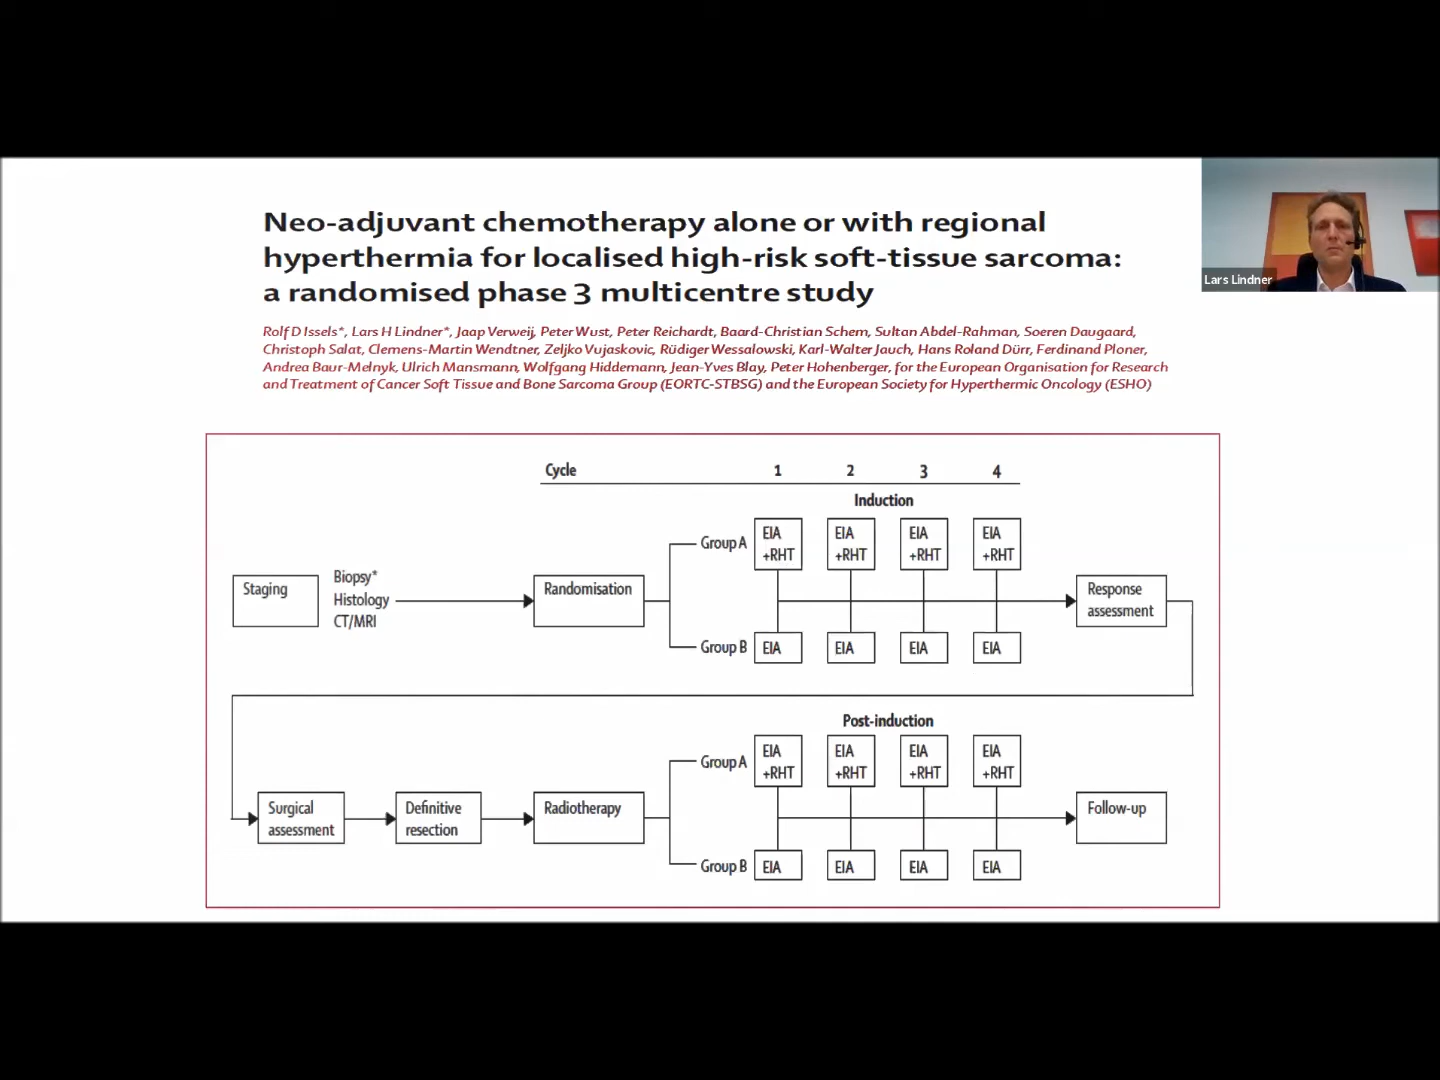 Neo-adjuvant chemotherapy alone or with regional
hyperthermia for localised high-risk soft-tissue sarcoma:
a randomised phase 3 multicentre study
Rolf D Issels*, Lars H Lindner*, Jaap Verweij, Peter Wust, Peter Reichardt, Baard-Christian Schem, Sultan Abdel-Rahman, Soeren Daugaard,
Christoph Salat, Clemens-Martin Wendtner, Zeljko Vujaskovic, Rüdiger Wessalowski, Karl-Walter Jauch, Hans Roland Dürr, Ferdinand Ploner,
Andrea Baur-Melnyk, Ulrich Mansmann, Wolfgang Hiddemann, Jean-Yves Blay, Peter Hohenberger, for the European Organisation for Research
and Treatment of Cancer Soft Tissue and Bone Sarcoma Group (EORTC-STBSG) and the European Society for Hyperthermic Oncology (ESHO)
Lars Lindner
Cycle 1 2 3 4
Induction
Group A
EIA +RHT
EIA +RHT
EIA +RHT
EIA +RHT
Staging
Biopsy*
Histology
CT/MRI
Randomisation
Response
assessment
Group B
EIA
EIA
EIA
EIA
Post-induction
Group A
EIA +RHT
EIA +RHT
EIA +RHT
EIA +RHT
Surgical
assessment
Definitive
resection
Radiotherapy
Follow-up
Group B
EIA
EIA
EIA
EIA